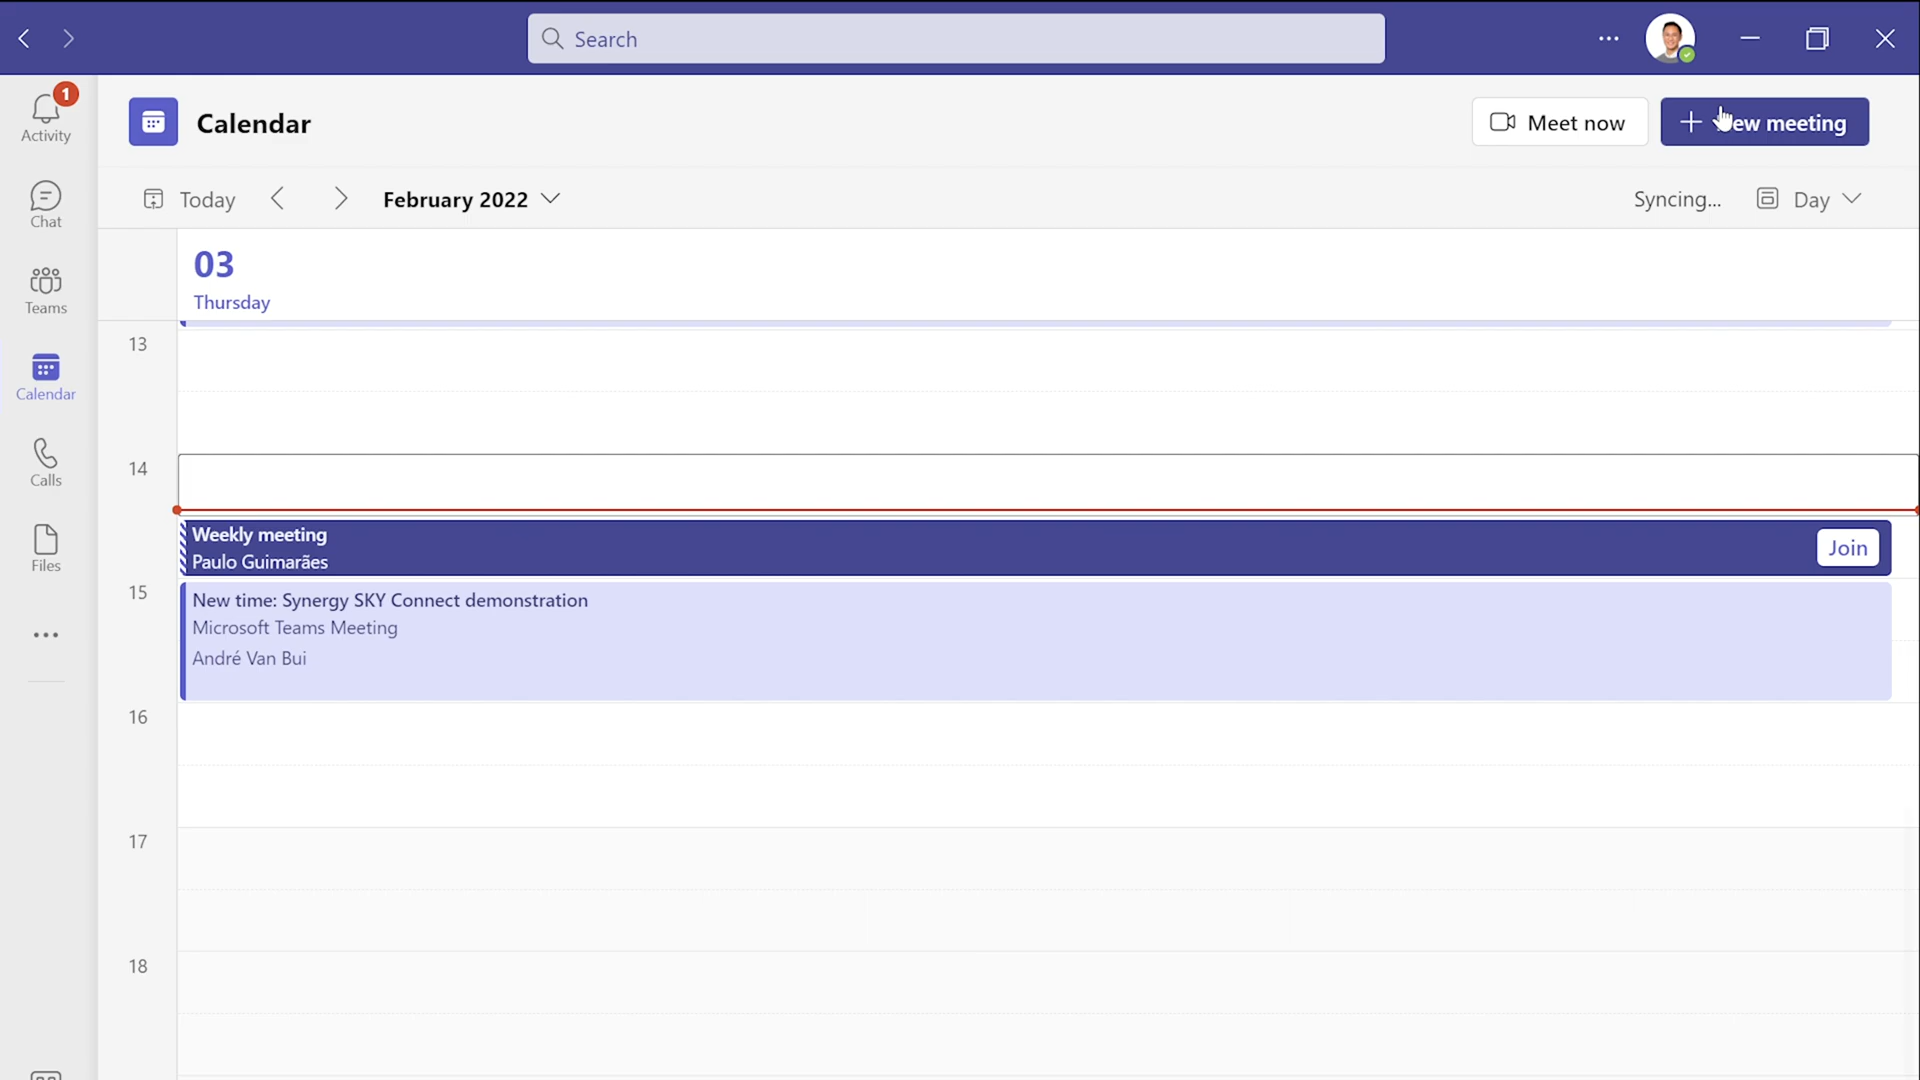 Search
1
Activity
Calendar
Meet now
ew meeting
Chat
Today
February 2022
Syncing...
Day
03
Thursday
Teams
13
Calendar
14
Calls
Weekly meeting
Paulo Guimarães
Join
Files
15
New time: Synergy SKY Connect demonstration
Microsoft Teams Meeting
André Van Bui
16
17
18